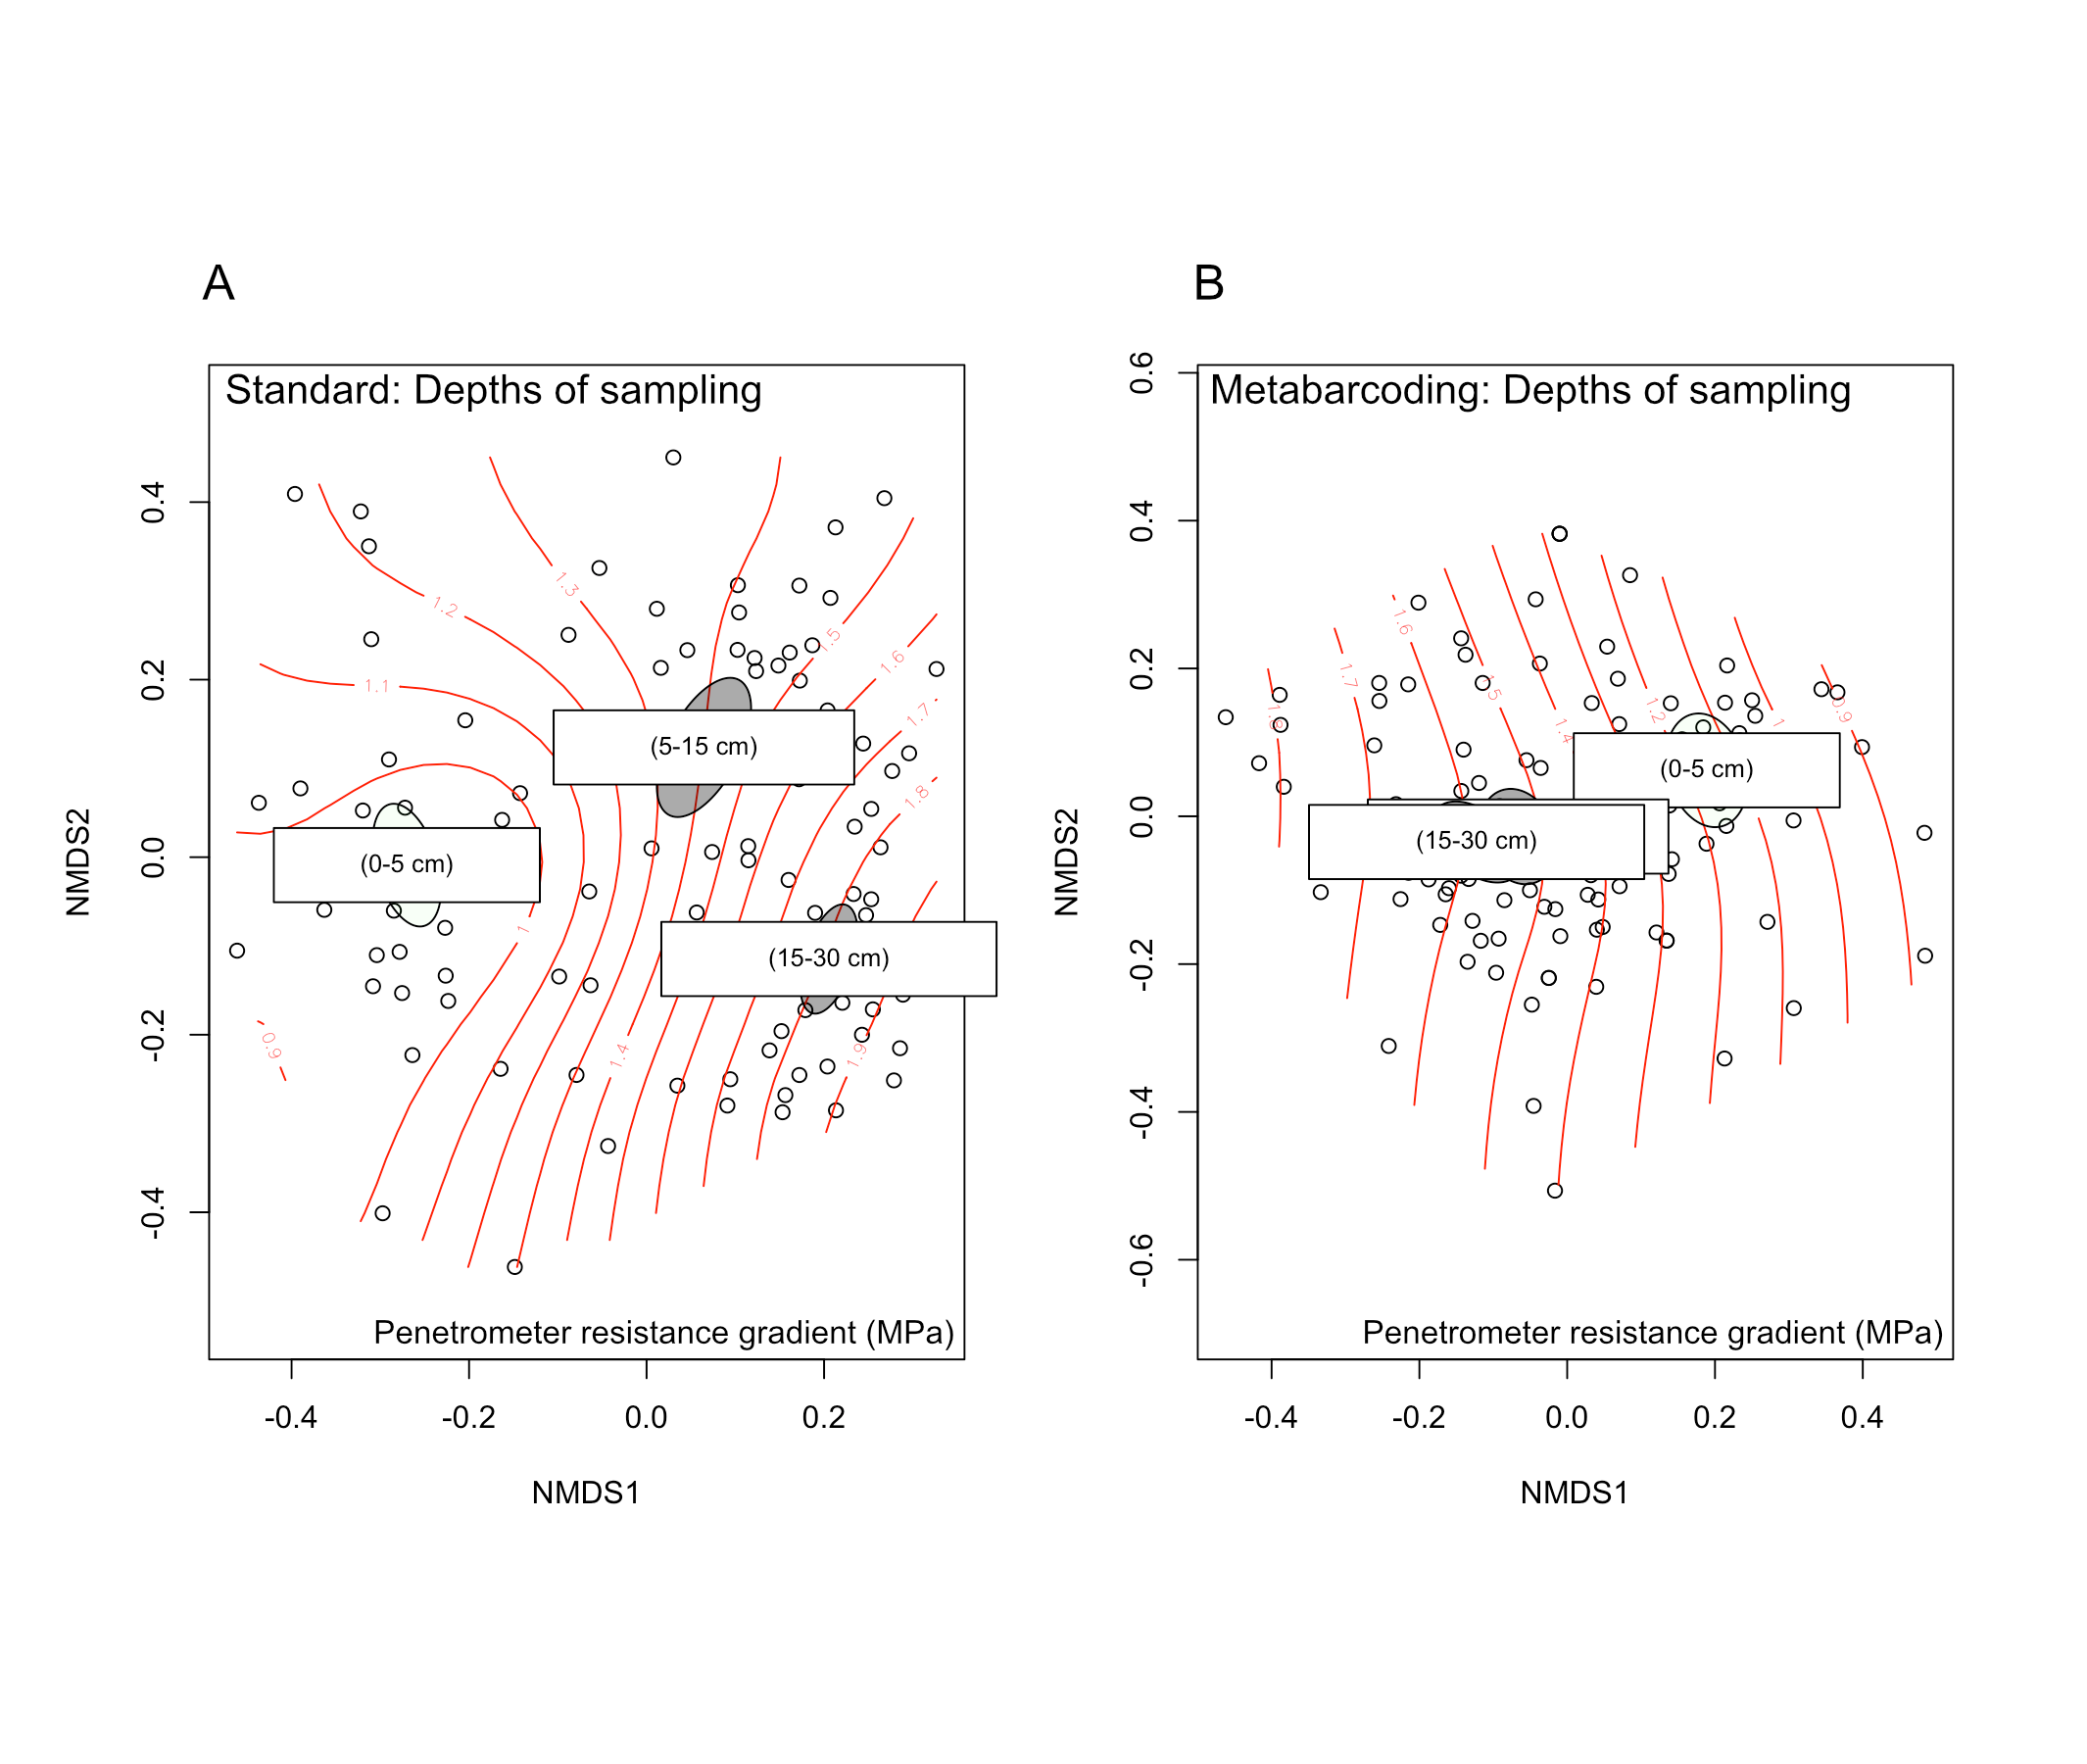 A
Standard: Depths of sampling
NMDS2
0.4
0.2
0.0
-0.2
-0.4
1.3
1.2
1.1
1.5
1.6
1.7
1.8
1
1.4
1.9
0.9
(5-15 cm)
(0-5 cm)
(15-30 cm)
Penetrometer resistance gradient (MPa)
-0.4 -0.2 0.0 0.2
NMDS1
B
Metabarcoding: Depths of sampling
NMDS2
0.6
0.4
0.2
0.0
-0.2
-0.4
-0.6
1.6
1.7
1.8
1.5
1.4
1.2
1
0.9
(0-5 cm)
(15-30 cm)
Penetrometer resistance gradient (MPa)
-0.4 -0.2 0.0 0.2 0.4
NMDS1